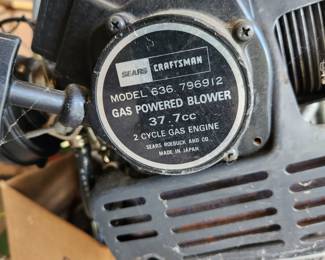 SEARS CRAFTSMAN
MODEL 636.796912
GAS POWERED BLOWER
37.7cc
2 CYCLE GAS ENGINE
SEARS ROEBUCK AND CO.
MADE IN JAPAN